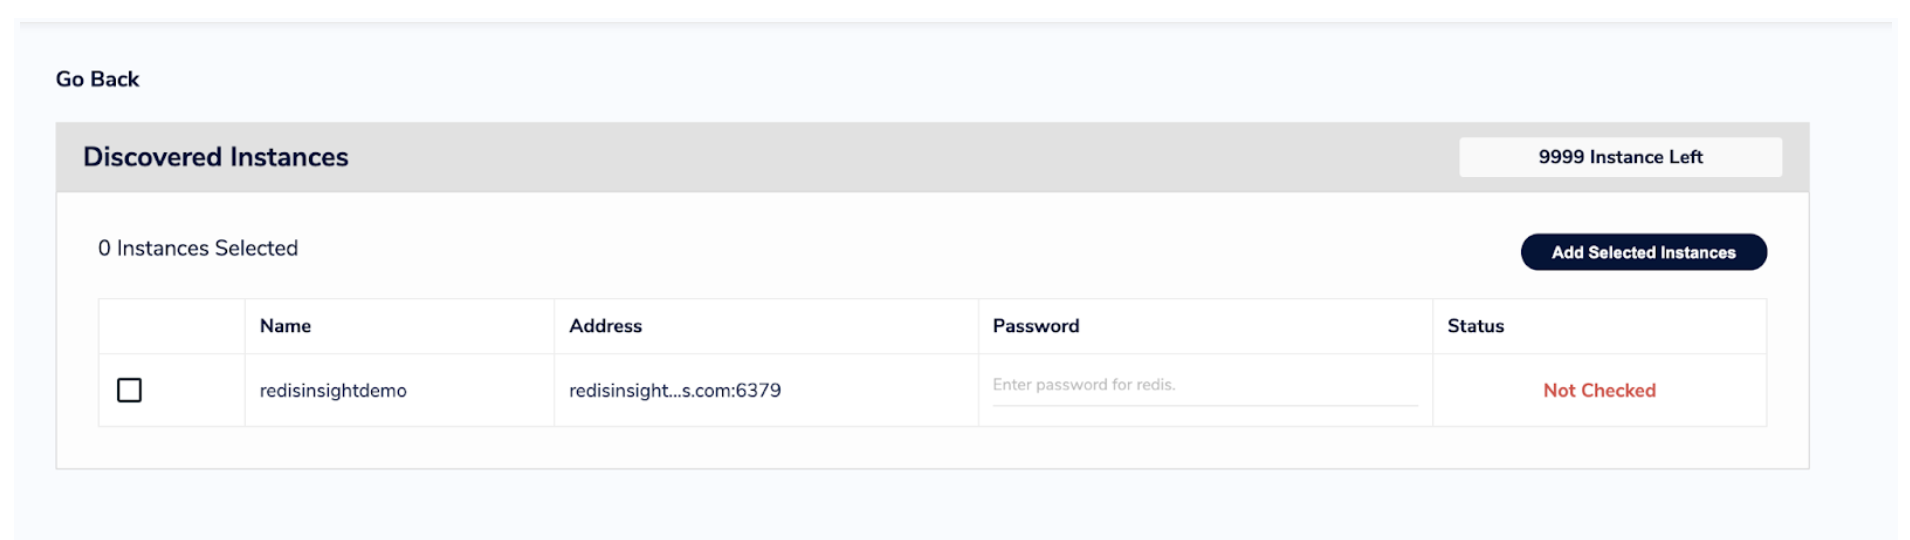 Go Back
Discovered Instances
9999 Instance Left
0 Instances Selected
Add Selected Instances
Name Address Password Status
redisinsightdemo redisinsight...s.com:6379 Enter password for redis. Not Checked